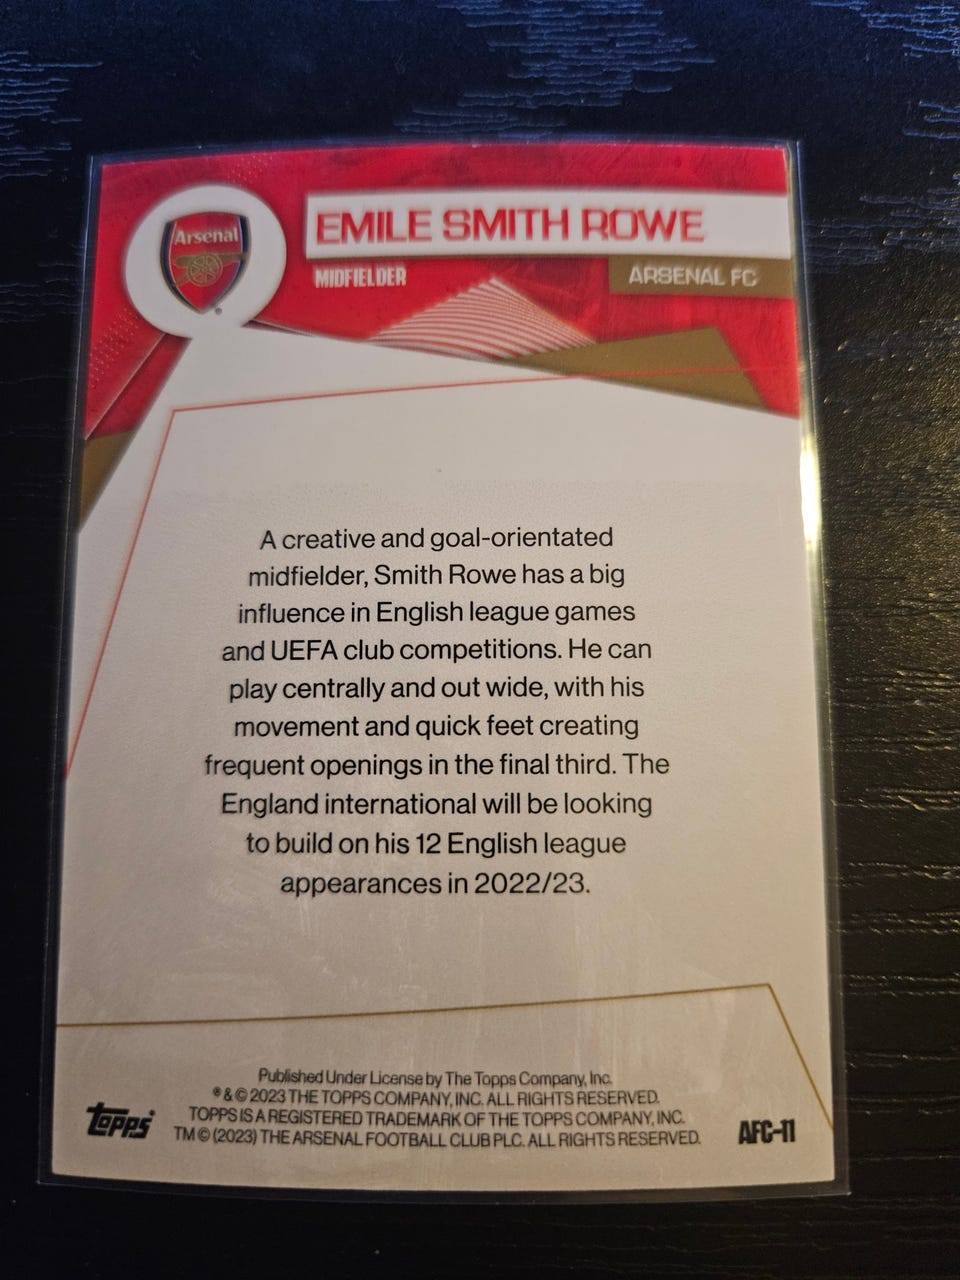 Arsenal
EMILE SMITH ROWE
MIDFIELDER
ARSENAL FC
A creative and goal-orientated
midfielder, Smith Rowe has a big
influence in English league games
and UEFA club competitions. He can
play centrally and out wide, with his
movement and quick feet creating
frequent openings in the final third. The
England international will be looking
to build on his 12 English league
appearances in 2022/23.
Published Under License by The Topps Company, Inc.
® & © 2023 THE TOPPS COMPANY, INC. ALL RIGHTS RESERVED.
TOPPS IS A REGISTERED TRADEMARK OF THE TOPPS COMPANY, INC.
TM © (2023) THE ARSENAL FOOTBALL CLUB PLC. ALL RIGHTS RESERVED.
Topps
AFC-11